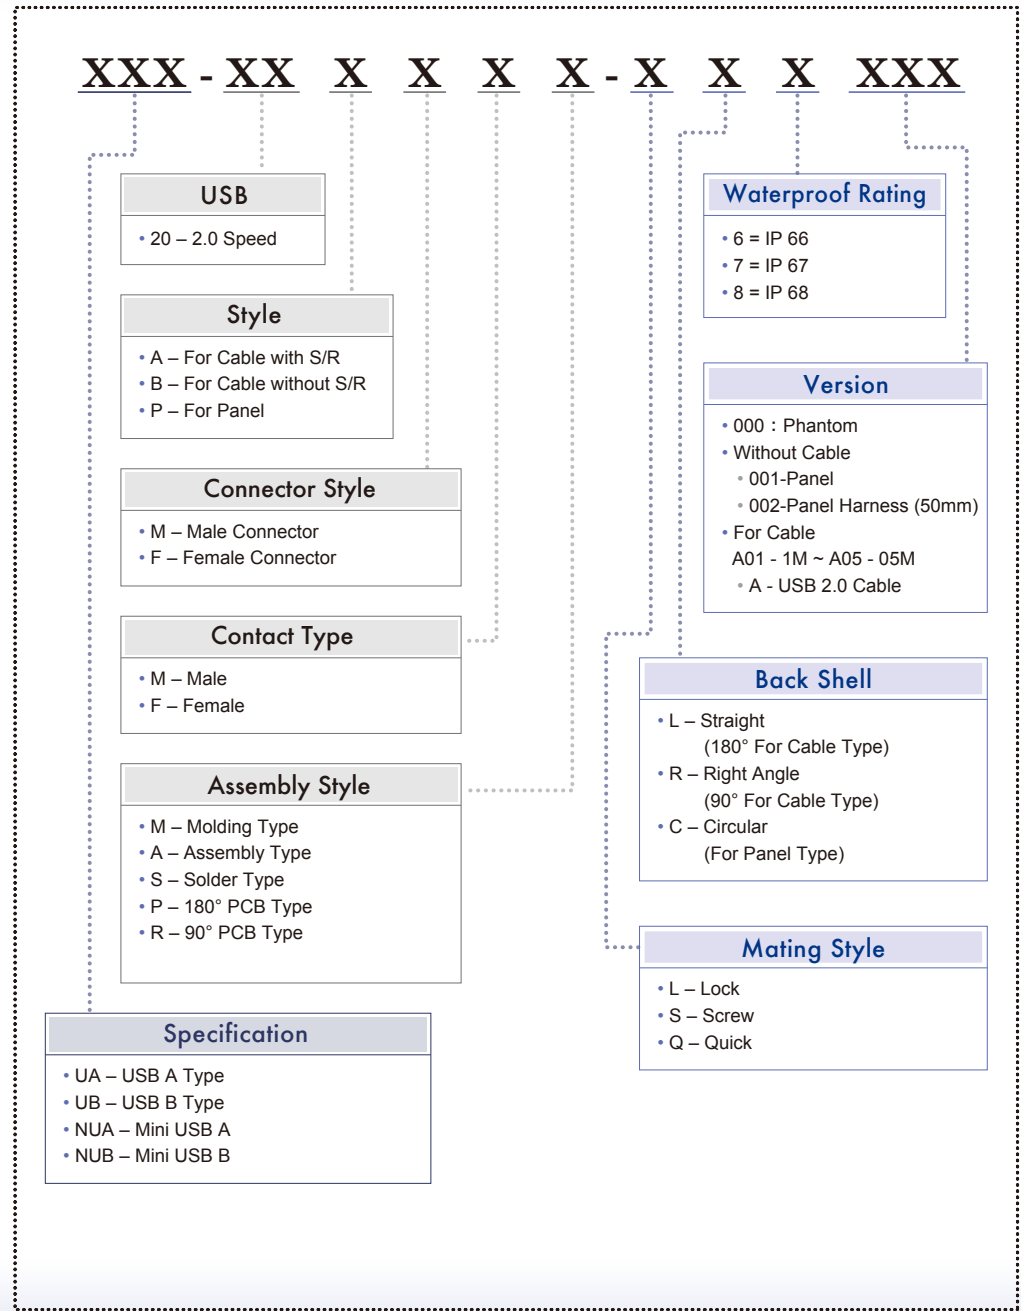 XXX - XX X X X X - X X X XXX
USB
• 20 – 2.0 Speed
Style
• A – For Cable with S/R
• B – For Cable without S/R
• P – For Panel
Connector Style
• M – Male Connector
• F – Female Connector
Contact Type
• M – Male
• F – Female
Assembly Style
• M – Molding Type
• A – Assembly Type
• S – Solder Type
• P – 180° PCB Type
• R – 90° PCB Type
Specification
• UA – USB A Type
• UB – USB B Type
• NUA – Mini USB A
• NUB – Mini USB B
Waterproof Rating
• 6 = IP 66
• 7 = IP 67
• 8 = IP 68
Version
• 000：Phantom
• Without Cable
• 001-Panel
• 002-Panel Harness (50mm)
• For Cable
A01 - 1M ~ A05 - 05M
• A - USB 2.0 Cable
Back Shell
• L – Straight
(180° For Cable Type)
• R – Right Angle
(90° For Cable Type)
• C – Circular
(For Panel Type)
Mating Style
• L – Lock
• S – Screw
• Q – Quick